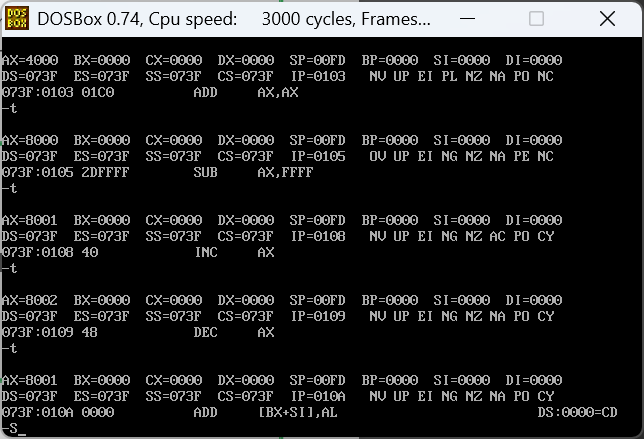 DOSBox 0.74, Cpu speed: 3000 cycles, Frames...
AX=4000 BX=0000 CX=0000 DX=0000 SP=00FD BP=0000 SI=0000 DI=0000
DS=073F ES=073F SS=073F CS=073F IP=0103 NV UP EI PL NZ NA PO NC
073F:0103 01C0 ADD AX,AX
-t
AX=8000 BX=0000 CX=0000 DX=0000 SP=00FD BP=0000 SI=0000 DI=0000
DS=073F ES=073F SS=073F CS=073F IP=0105 OV UP EI NG NZ NA PE NC
073F:0105 2DFFFF SUB AX,FFFF
-t
AX=8001 BX=0000 CX=0000 DX=0000 SP=00FD BP=0000 SI=0000 DI=0000
DS=073F ES=073F SS=073F CS=073F IP=0108 NV UP EI NG NZ AC PO CY
073F:0108 40 INC AX
-t
AX=8002 BX=0000 CX=0000 DX=0000 SP=00FD BP=0000 SI=0000 DI=0000
DS=073F ES=073F SS=073F CS=073F IP=0109 NV UP EI NG NZ NA PO CY
073F:0109 48 DEC AX
-t
AX=8001 BX=0000 CX=0000 DX=0000 SP=00FD BP=0000 SI=0000 DI=0000
DS=073F ES=073F SS=073F CS=073F IP=010A NV UP EI NG NZ NA PO CY
073F:010A 0000 ADD [BX+SI],AL DS:0000=CD
-S_